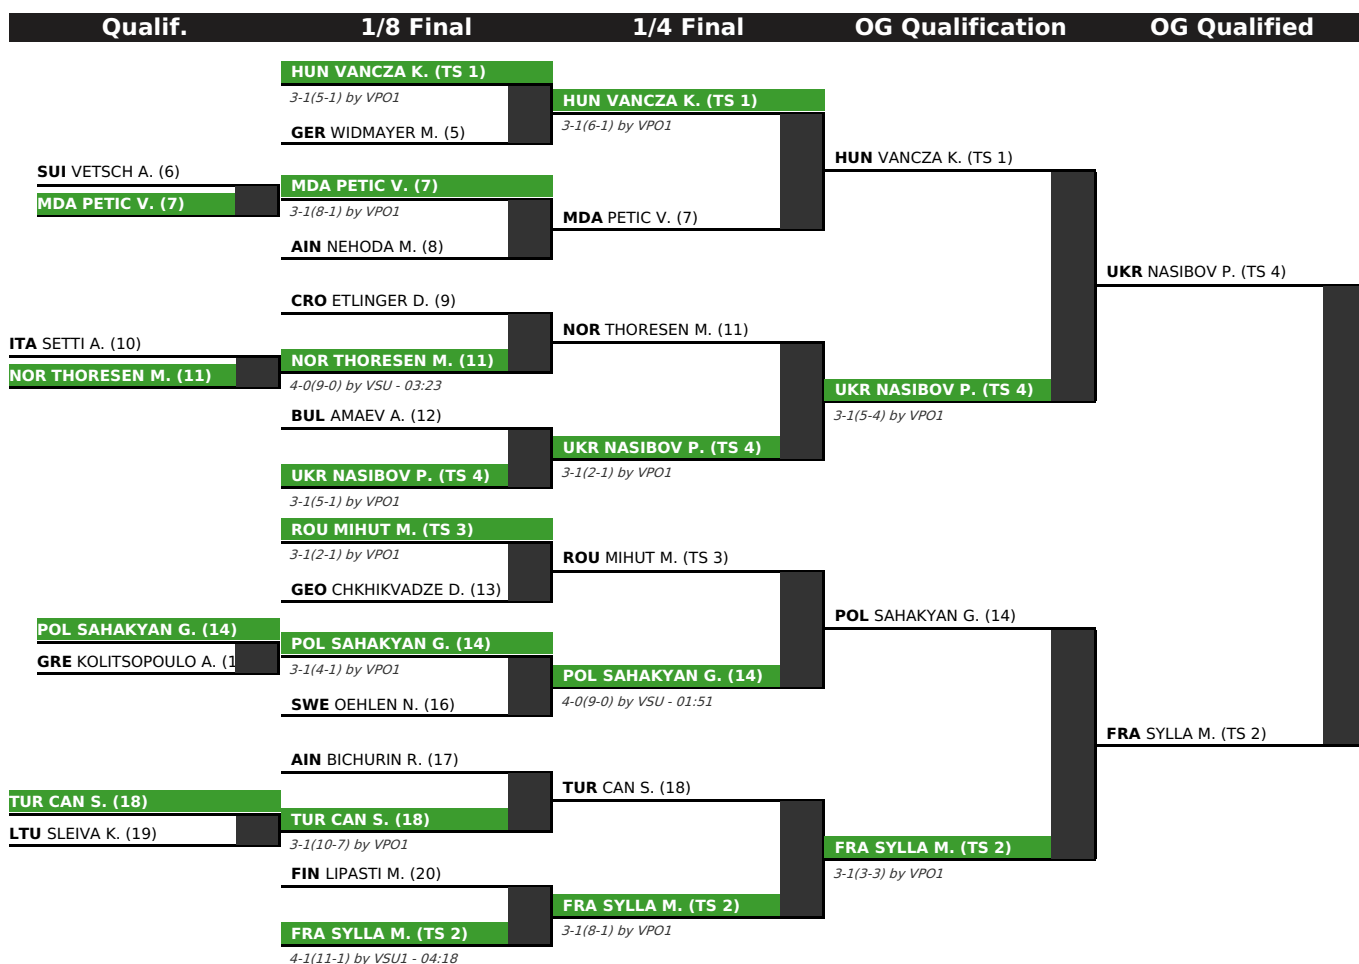 Qualif.
1/8 Final
1/4 Final
OG Qualification
OG Qualified
SUI VETSCH A. (6)
MDA PETIC V. (7)
ITA SETTI A. (10)
NOR THORESEN M. (11)
POL SAHAKYAN G. (14)
GRE KOLITSOPOULO A. (1
TUR CAN S. (18)
LTU SLEIVA K. (19)
HUN VANCZA K. (TS 1)
3-1(5-1) by VPO1
GER WIDMAYER M. (5)
MDA PETIC V. (7)
3-1(8-1) by VPO1
AIN NEHODA M. (8)
CRO ETLINGER D. (9)
NOR THORESEN M. (11)
4-0(9-0) by VSU - 03:23
BUL AMAEV A. (12)
UKR NASIBOV P. (TS 4)
3-1(5-1) by VPO1
ROU MIHUT M. (TS 3)
3-1(2-1) by VPO1
GEO CHKHIKVADZE D. (13)
POL SAHAKYAN G. (14)
3-1(4-1) by VPO1
SWE OEHLEN N. (16)
AIN BICHURIN R. (17)
TUR CAN S. (18)
3-1(10-7) by VPO1
FIN LIPASTI M. (20)
FRA SYLLA M. (TS 2)
4-1(11-1) by VSU1 - 04:18
HUN VANCZA K. (TS 1)
3-1(6-1) by VPO1
MDA PETIC V. (7)
NOR THORESEN M. (11)
UKR NASIBOV P. (TS 4)
3-1(2-1) by VPO1
ROU MIHUT M. (TS 3)
POL SAHAKYAN G. (14)
4-0(9-0) by VSU - 01:51
TUR CAN S. (18)
FRA SYLLA M. (TS 2)
3-1(8-1) by VPO1
HUN VANCZA K. (TS 1)
UKR NASIBOV P. (TS 4)
3-1(5-4) by VPO1
POL SAHAKYAN G. (14)
FRA SYLLA M. (TS 2)
3-1(3-3) by VPO1
UKR NASIBOV P. (TS 4)
FRA SYLLA M. (TS 2)